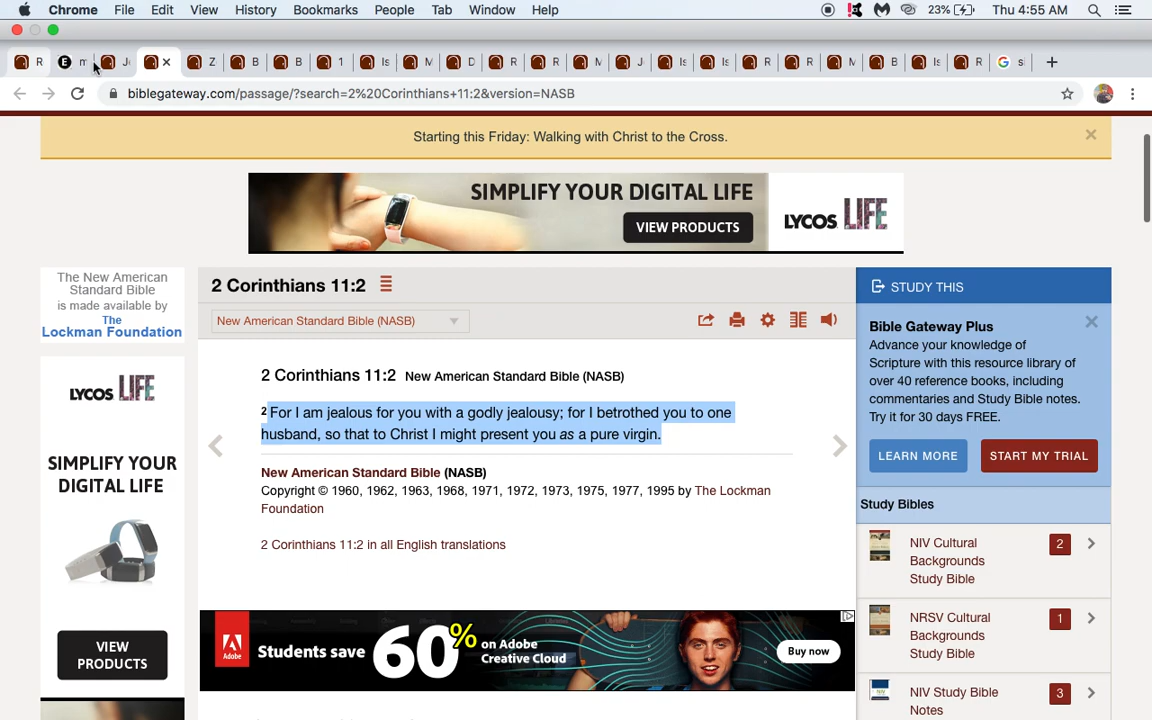 Chrome File Edit View History Bookmarks People Tab Window Help 23% Thu 4:55 AM
R E m Je Z B B 1 Is M D R R M J Is Is R R M B Is R si
biblegateway.com/passage/?search=2%20Corinthians+11:2&version=NASB
Starting this Friday: Walking with Christ to the Cross.
SIMPLIFY YOUR DIGITAL LIFE
VIEW PRODUCTS
LYCOS LIFE
The New American
Standard Bible
is made available by
The
Lockman Foundation
LYCOS LIFE
SIMPLIFY YOUR
DIGITAL LIFE
VIEW
PRODUCTS
2 Corinthians 11:2
New American Standard Bible (NASB)
2 Corinthians 11:2 New American Standard Bible (NASB)
2 For I am jealous for you with a godly jealousy; for I betrothed you to one
husband, so that to Christ I might present you as a pure virgin.
New American Standard Bible (NASB)
Copyright © 1960, 1962, 1963, 1968, 1971, 1972, 1973, 1975, 1977, 1995 by The Lockman
Foundation
2 Corinthians 11:2 in all English translations
Adobe
Students save 60% on Adobe
Creative Cloud
Buy now
STUDY THIS
Bible Gateway Plus
Advance your knowledge of
Scripture with this resource library of
over 40 reference books, including
commentaries and Study Bible notes.
Try it for 30 days FREE.
LEARN MORE START MY TRIAL
Study Bibles
NIV Cultural
Backgrounds
Study Bible
2
NRSV Cultural
Backgrounds
Study Bible
1
NIV Study Bible
Notes
3